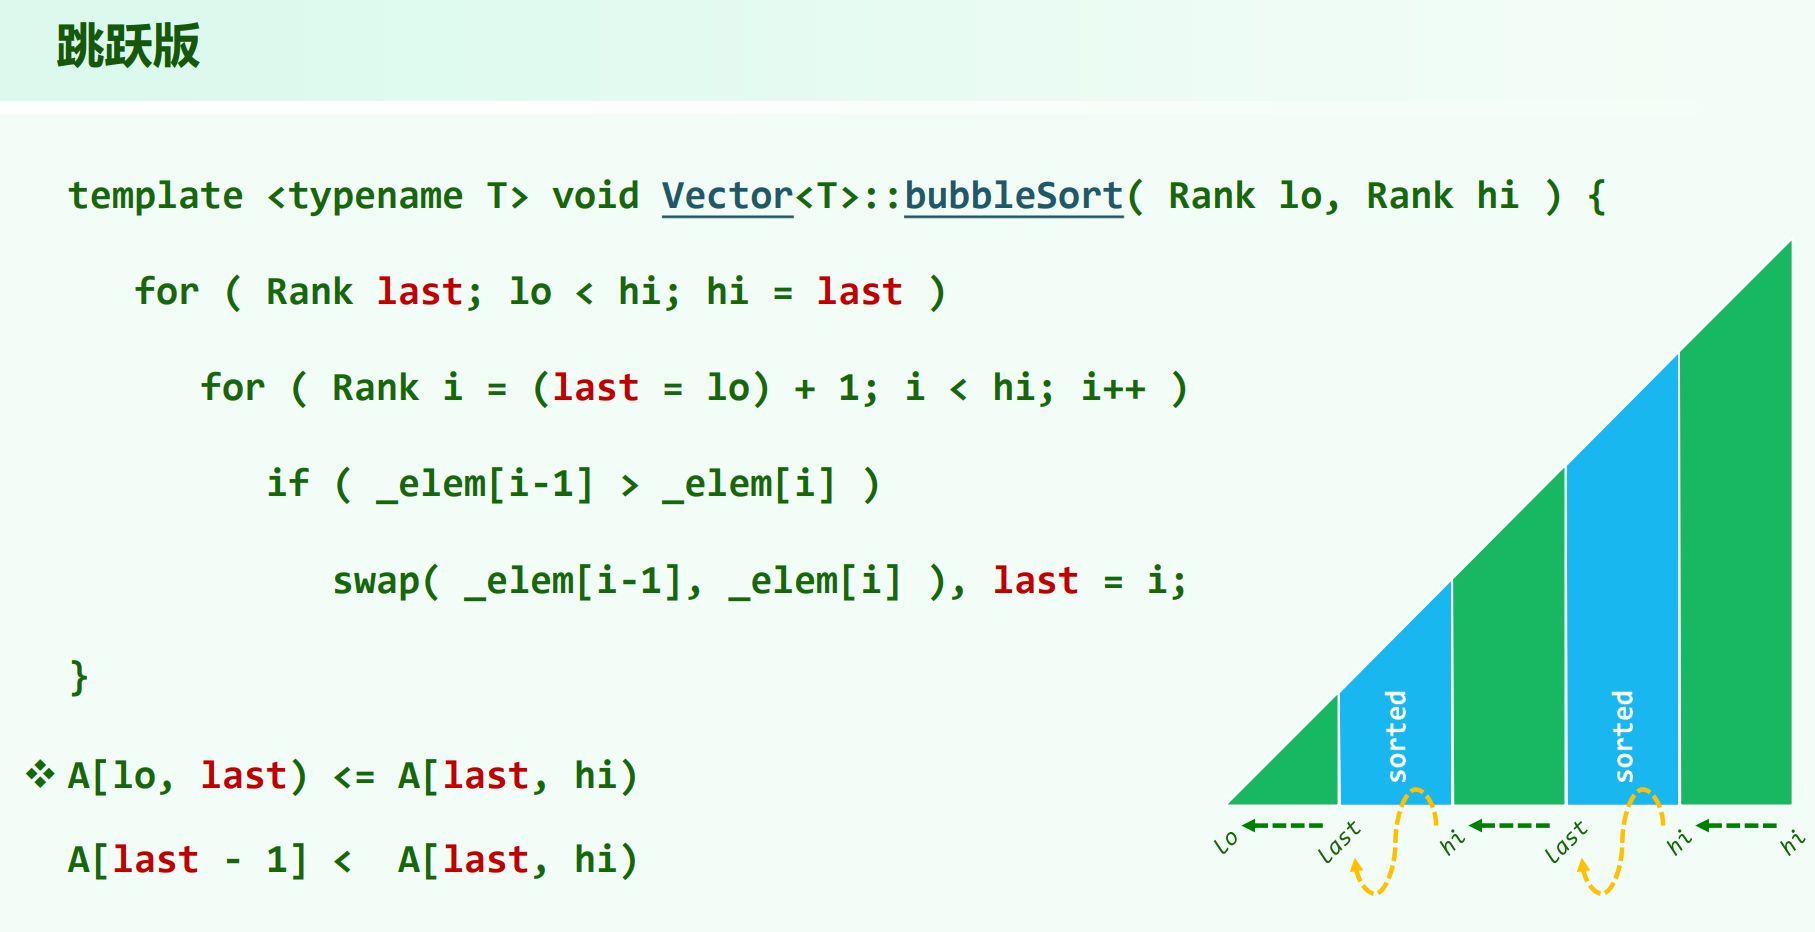 跳跃版
template <typename T> void Vector<T>::bubbleSort( Rank lo, Rank hi ) {
for ( Rank last; lo < hi; hi = last )
for ( Rank i = (last = lo) + 1; i < hi; i++ )
if ( _elem[i-1] > _elem[i] )
swap( _elem[i-1], _elem[i] ), last = i;
}
❖ A[lo, last) <= A[last, hi)
A[last - 1] < A[last, hi)
sorted
sorted
lo
last
hi
last
hi
hi